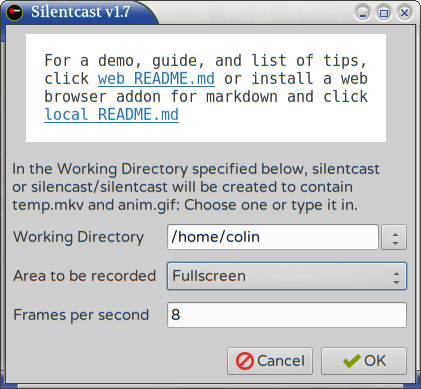 Silentcast v1.7
For a demo, guide, and list of tips,
click web README.md or install a web
browser addon for markdown and click
local README.md
In the Working Directory specified below, silentcast
or silencast/silentcast will be created to contain
temp.mkv and anim.gif: Choose one or type it in.
Working Directory /home/colin
Area to be recorded Fullscreen
Frames per second 8
Cancel OK